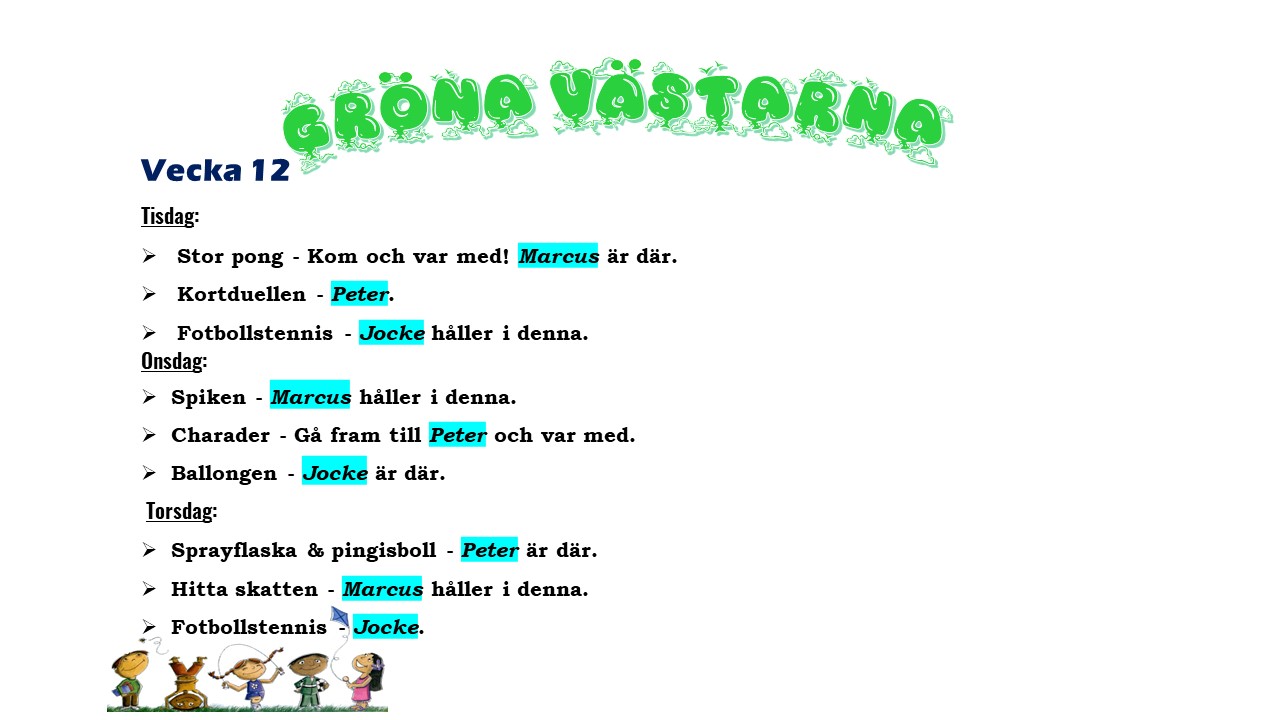 GRÖNA VÄSTARNA
Vecka 12
Tisdag:
➢ Stor pong - Kom och var med! Marcus är där.
➢ Kortduellen - Peter.
➢ Fotbollstennis - Jocke håller i denna.
Onsdag:
➢ Spiken - Marcus håller i denna.
➢ Charader - Gå fram till Peter och var med.
➢ Ballongen - Jocke är där.
Torsdag:
➢ Sprayflaska & pingisboll - Peter är där.
➢ Hitta skatten - Marcus håller i denna.
➢ Fotbollstennis - Jocke.